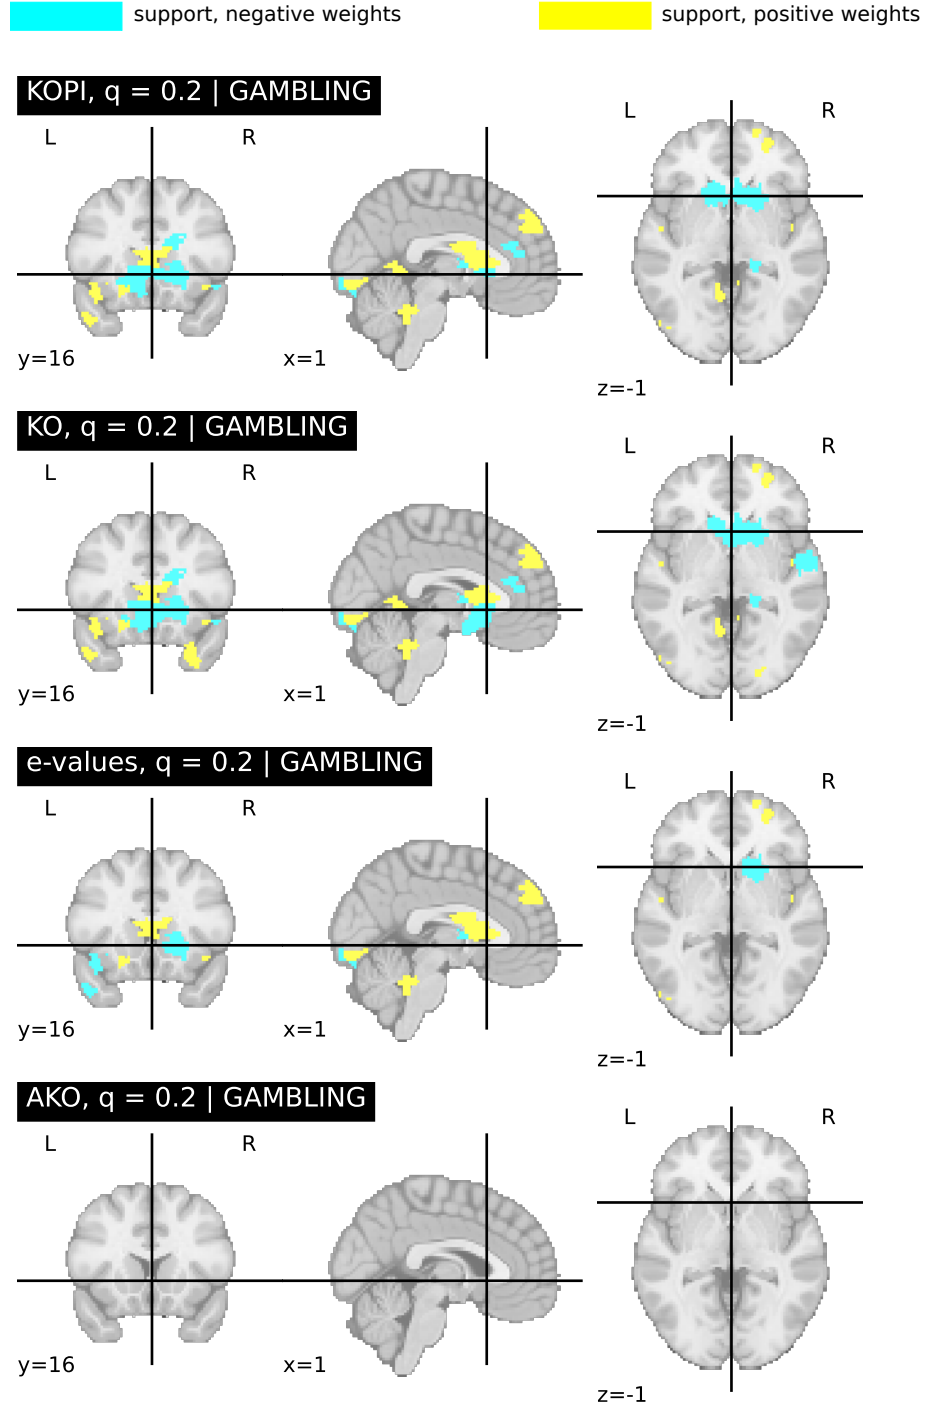 support, negative weights support, positive weights
KOPI, q = 0.2 | GAMBLING
L R L R
y=16 x=1 z=-1
KO, q = 0.2 | GAMBLING
L R L R
y=16 x=1 z=-1
e-values, q = 0.2 | GAMBLING
L R L R
y=16 x=1 z=-1
AKO, q = 0.2 | GAMBLING
L R L R
y=16 x=1 z=-1